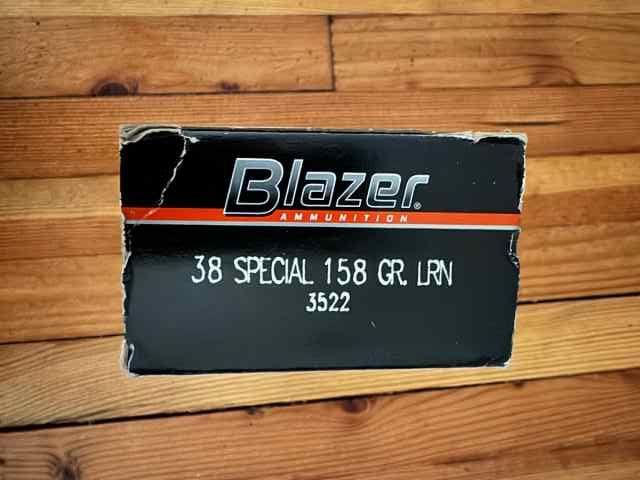 Blazer®
AMMUNITION
38 SPECIAL 158 GR. LRN
3522